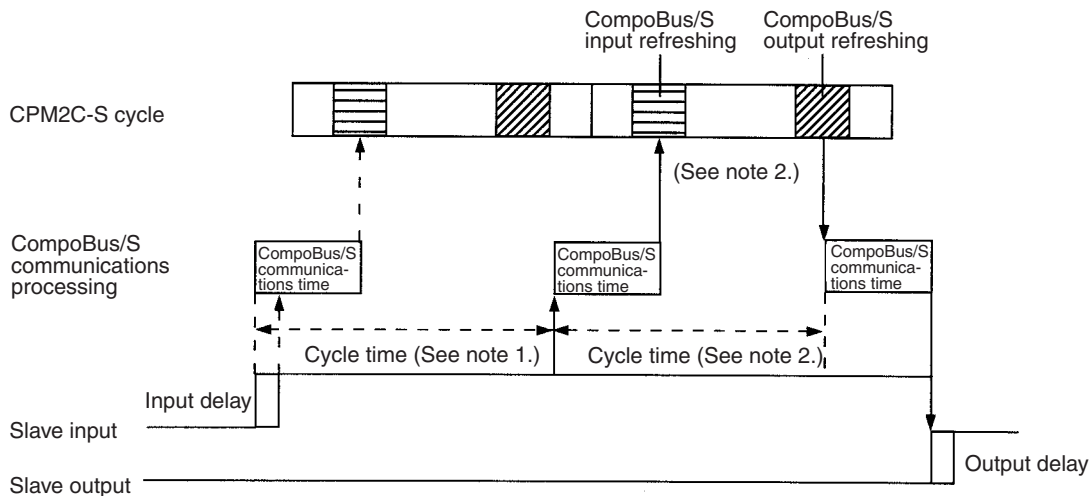 CompoBus/S
input refreshing
CompoBus/S
output refreshing
CPM2C-S cycle
(See note 2.)
CompoBus/S
communications
processing
CompoBus/S
communica-
tions time
CompoBus/S
communica-
tions time
CompoBus/S
communica-
tions time
Cycle time (See note 1.)
Cycle time (See note 2.)
Input delay
Slave input
Output delay
Slave output